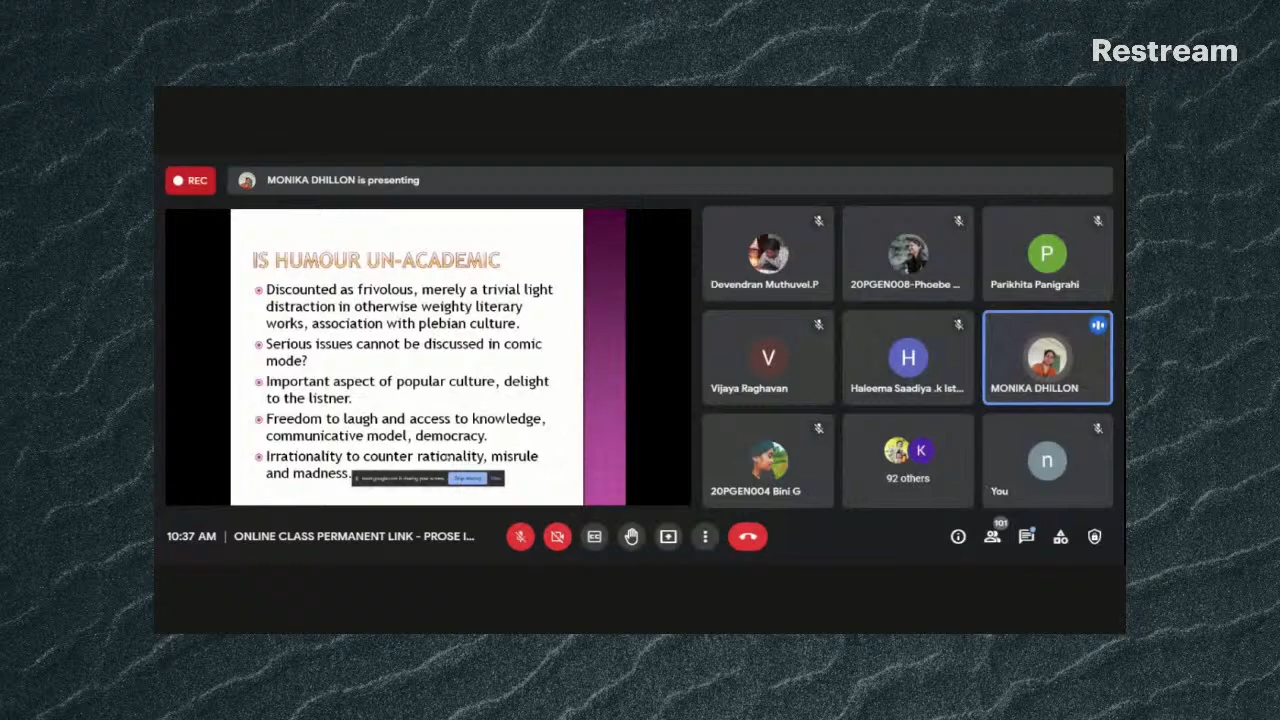 Restream
REC
MONIKA DHILLON is presenting
IS HUMOUR UN-ACADEMIC
Discounted as frivolous, merely a trivial light
distraction in otherwise weighty literary
works, association with plebian culture.
Serious issues cannot be discussed in comic
mode?
Important aspect of popular culture, delight
to the listner.
Freedom to laugh and access to knowledge,
communicative model, democracy.
Irrationality to counter rationality, misrule
and madness.
Devendran Muthuvel.P
20PGEN008-Phoebe ...
P
Parikhita Panigrahi
V
Vijaya Raghavan
H
Haleema Saadiya .k Ist...
MONIKA DHILLON
20PGEN004 Bini G
K
92 others
n
You
10:37 AM | ONLINE CLASS PERMANENT LINK - PROSE I...
CC
101